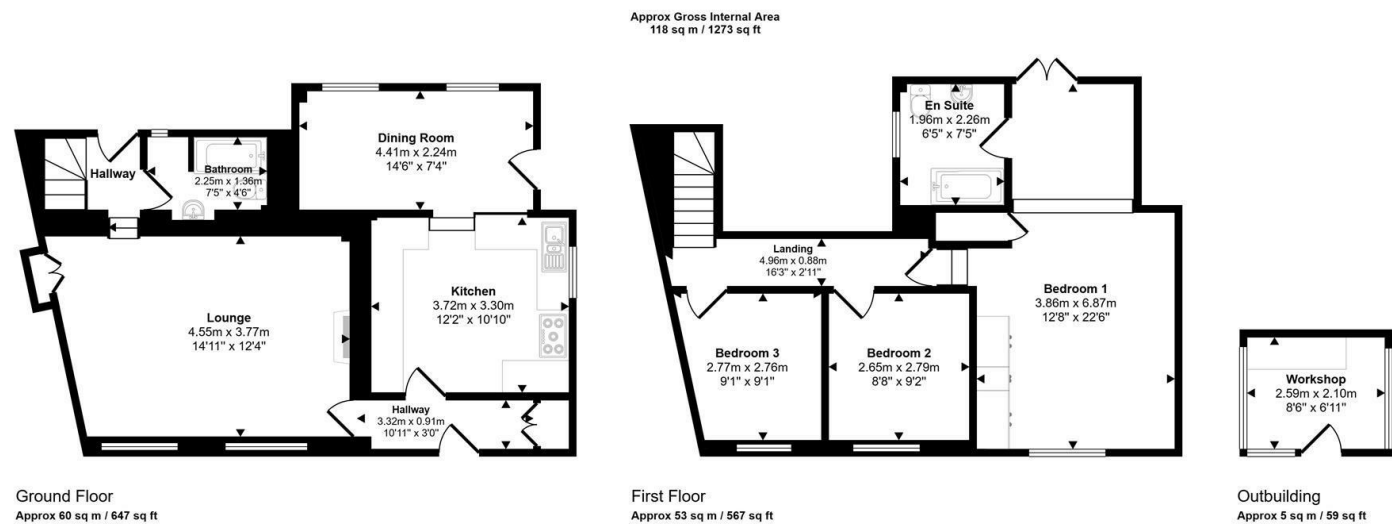 Approx Gross Internal Area
118 sq m / 1273 sq ft
Dining Room
4.41m x 2.24m
14'6" x 7'4"
Hallway
Bathroom
2.25m x 1.36m
7'5" x 4'6"
Kitchen
3.72m x 3.30m
12'2" x 10'10"
Lounge
4.55m x 3.77m
14'11" x 12'4"
Hallway
3.32m x 0.91m
10'11" x 3'0"
Ground Floor
Approx 60 sq m / 647 sq ft
En Suite
1.96m x 2.26m
6'5" x 7'5"
Landing
4.96m x 0.88m
16'3" x 2'11"
Bedroom 1
3.86m x 6.87m
12'8" x 22'6"
Bedroom 3
2.77m x 2.76m
9'1" x 9'1"
Bedroom 2
2.65m x 2.79m
8'8" x 9'2"
First Floor
Approx 53 sq m / 567 sq ft
Workshop
2.59m x 2.10m
8'6" x 6'11"
Outbuilding
Approx 5 sq m / 59 sq ft